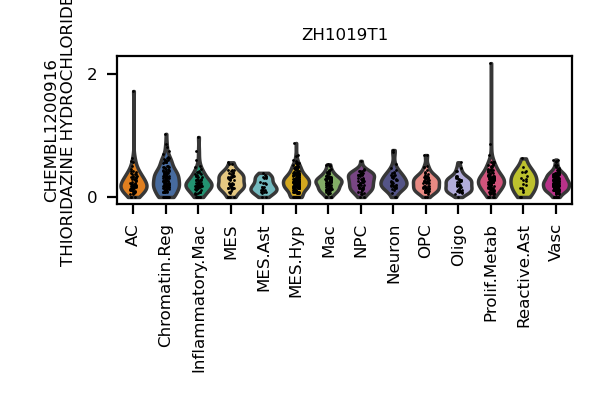 ZH1019T1
CHEMBL1200916
THIORIDAZINE HYDROCHLORIDE
2
0
AC
Chromatin.Reg
Inflammatory.Mac
MES
MES.Ast
MES.Hyp
Mac
NPC
Neuron
OPC
Oligo
Prolif.Metab
Reactive.Ast
Vasc